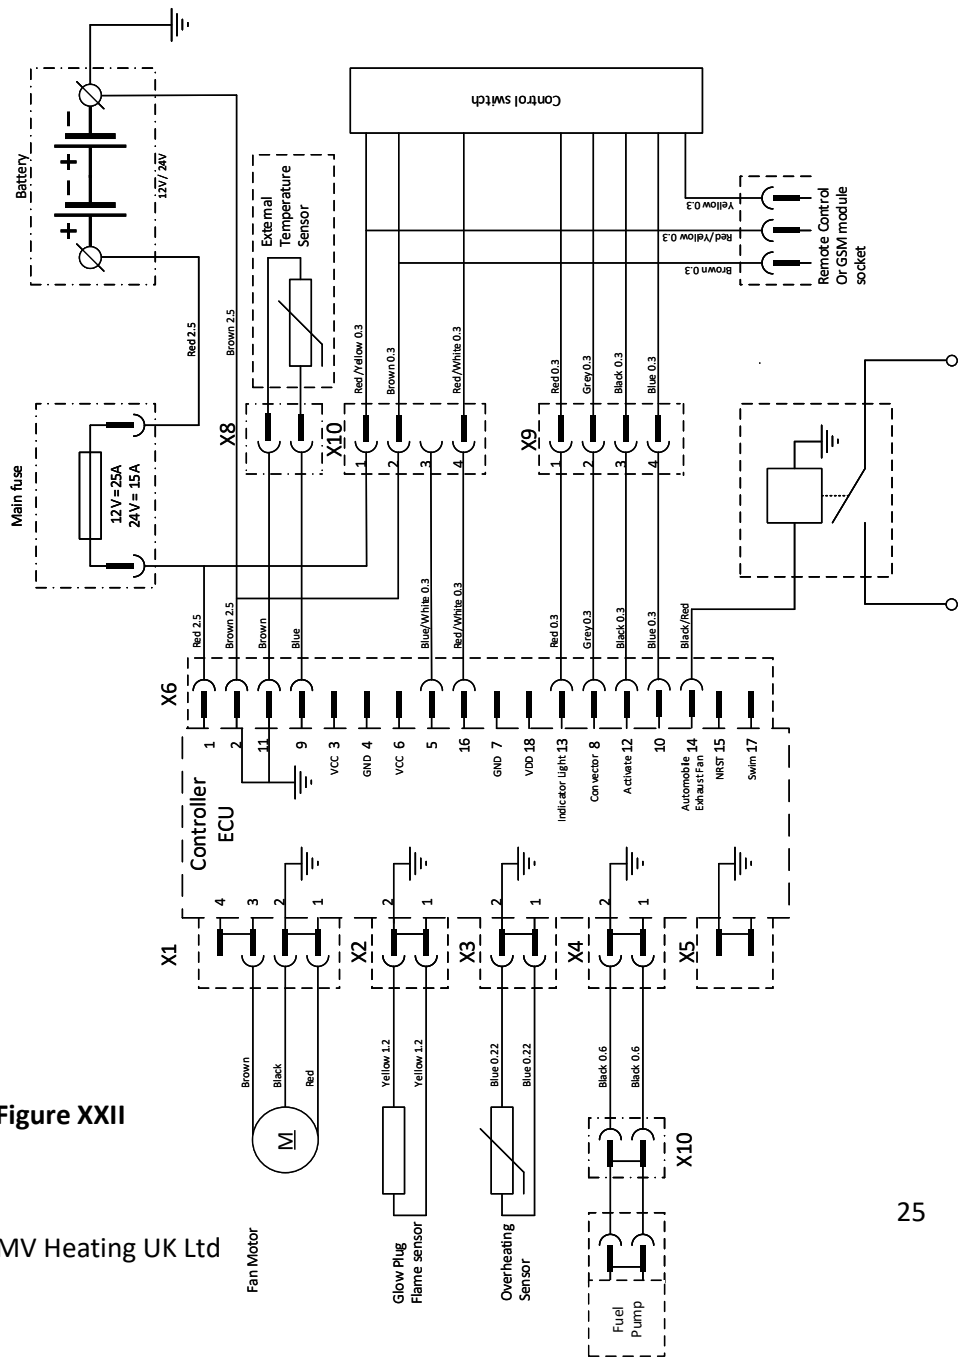 Battery
+ − + −
12V/ 24V
Main fuse
12V = 25A
24V = 15A
Red 2.5
Brown 2.5
External
Temperature
Sensor
Control switch
Yellow 0.3
Red/Yellow 0.3
Brown 0.3
Remote Control
Or GSM module
socket
Red/Yellow 0.3
Brown 0.3
Red/White 0.3
Red 0.3
Grey 0.3
Black 0.3
Blue 0.3
X8
X10
1
2
3
4
X9
1
2
3
4
Red 2.5
Brown 2.5
Brown
Blue
Blue/White 0.3
Red/White 0.3
Red 0.3
Grey 0.3
Black 0.3
Blue 0.3
Black/Red
X6
1
2
11
9
VCC 3
GND 4
VCC 6
5
16
GND 7
VDD 18
Indicator Light 13
Convector 8
Activate 12
10
Automobile 14
Exhaust Fan
NRST 15
Swim 17
Controller
ECU
X1
4
3
2
1
X2
2
1
X3
2
1
X4
2
1
X5
Brown
Black
Red
Yellow 1.2
Yellow 1.2
Blue 0.22
Blue 0.22
Black 0.6
Black 0.6
M
X10
Fan Motor
Glow Plug
Flame sensor
Overheating
Sensor
Fuel
Pump
Figure XXII
MV Heating UK Ltd
25